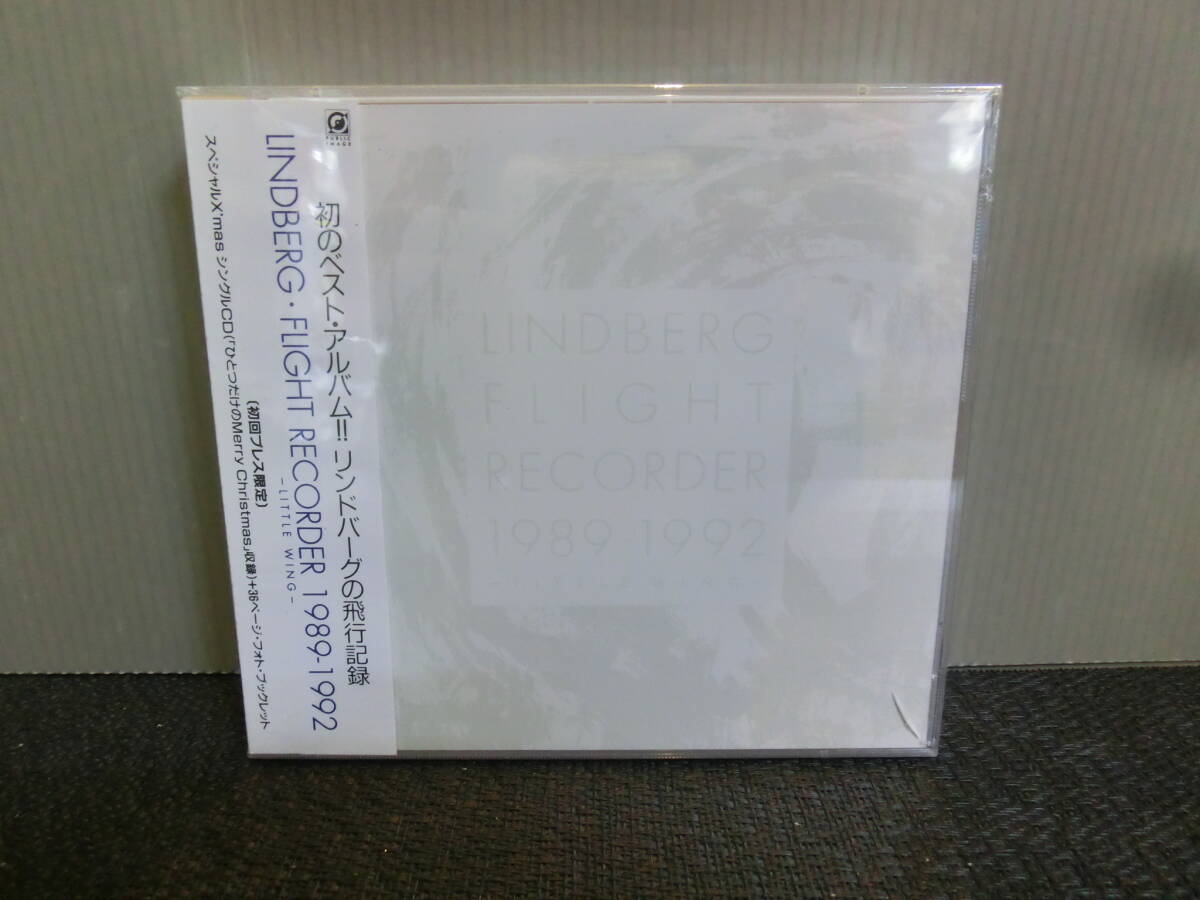 PUBLIC
IMAGE
初のベスト・アルバム!! リンドバーグの飛行記録
LINDBERG・FLIGHT RECORDER 1989-1992
–LITTLE WING–
(初回プレス限定)
スペシャルX'mas シングルCD(「ひとつだけのMerry Christmas」収録)+36ページ・フォト・ブックレット
LINDBERG
FLIGHT
RECORDER
1989 1992